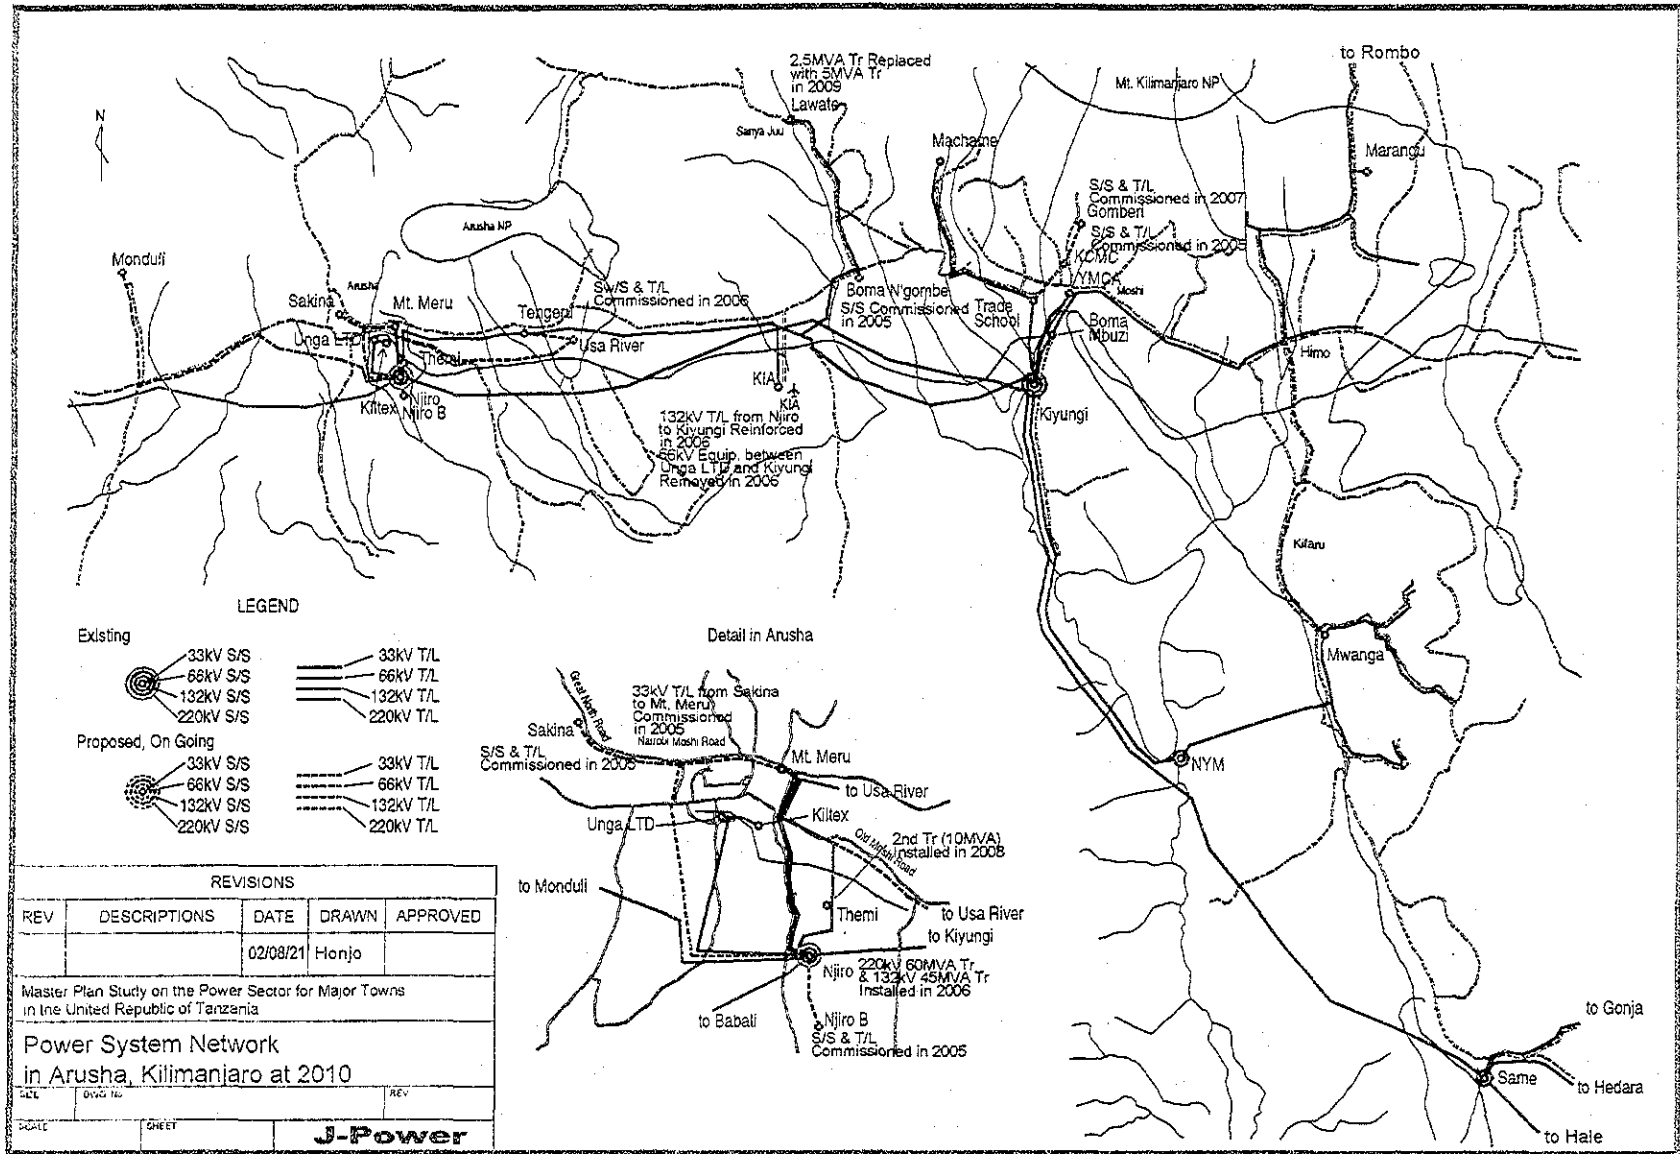 to Rombo
2.5MVA Tr Replaced
with 5MVA Tr
in 2009
Lawate
Sanya Juu
Mt. Kilimanjaro NP
N
Machame
Marangu
S/S & T/L
Commissioned in 2007
Gomberi
S/S & T/L
Commissioned in 2005
KCMC
YMCA
Moshi
Arusha NP
Monduli
Sakina
Arusha
Mt. Meru
Tengeru
SW/S & T/L
Commissioned in 2006
Usa River
Boma N'gombe
S/S Commissioned
in 2005
Trade
School
Boma
Mbuzi
Himo
Unga LTD
Themi
Kiltex
Njiro
Njiro B
KIA
KIA
Kiyungi
132kV T/L from Njiro
to Kiyungi Reinforced
in 2006
66kV Equip. between
Unga LTD and Kiyungi
Removed in 2006
Kifaru
Mwanga
NYM
Same
to Gonja
to Hedara
to Hale
LEGEND
Existing
33kV S/S
66kV S/S
132kV S/S
220kV S/S
33kV T/L
66kV T/L
132kV T/L
220kV T/L
Proposed, On Going
33kV S/S
66kV S/S
132kV S/S
220kV S/S
33kV T/L
66kV T/L
132kV T/L
220kV T/L
Detail in Arusha
Great North Road
33kV T/L from Sakina
to Mt. Meru
Commissioned
in 2005
Nairobi Moshi Road
Sakina
S/S & T/L
Commissioned in 2005
Mt. Meru
to Usa River
Unga LTD
Kiltex
Old Moshi Road
2nd Tr (10MVA)
Installed in 2008
to Monduli
Themi
to Usa River
to Kiyungi
Njiro
220kV 60MVA Tr
& 132kV 45MVA Tr
Installed in 2006
to Babati
Njiro B
S/S & T/L
Commissioned in 2005
REVISIONS
REV DESCRIPTIONS DATE DRAWN APPROVED
02/08/21 Honjo
Master Plan Study on the Power Sector for Major Towns
in the United Republic of Tanzania
Power System Network
in Arusha, Kilimanjaro at 2010
DWG No REV
SCALE SHEET
J-Power